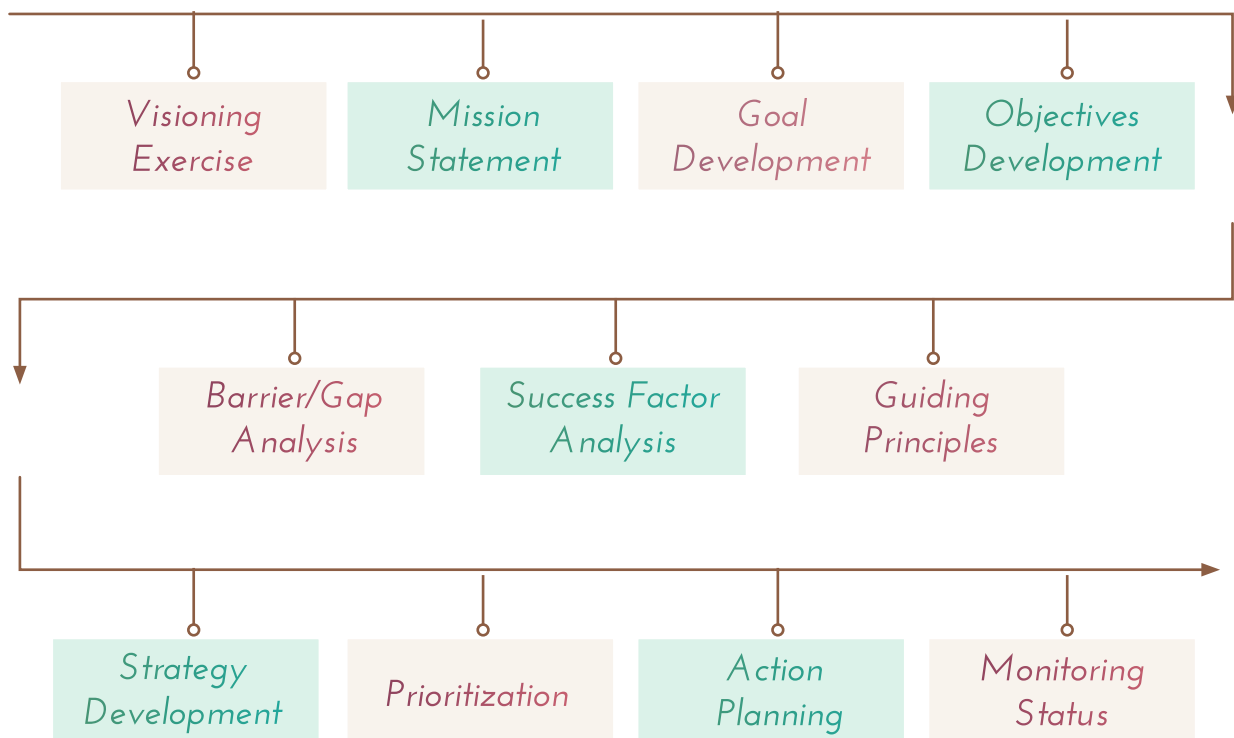 Visioning
Exercise
Mission
Statement
Goal
Development
Objectives
Development
Barrier/Gap
Analysis
Success Factor
Analysis
Guiding
Principles
Strategy
Development
Prioritization
Action
Planning
Monitoring
Status